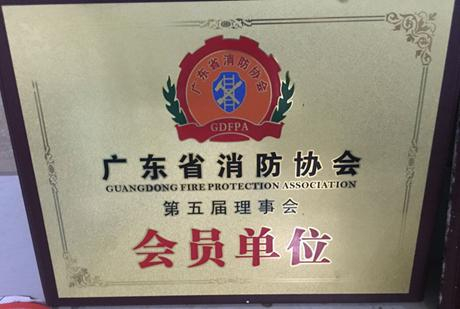 广东省消防协会
GDFPA
广东省消防协会
GUANGDONG FIRE PROTECTION ASSOCIATION
第五届理事会
会员单位